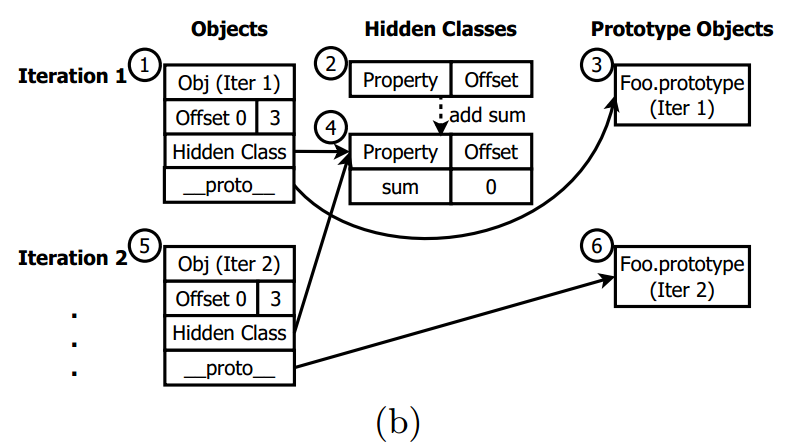 Objects Hidden Classes Prototype Objects
Iteration 1
1
Obj (Iter 1)
Offset 0 3
Hidden Class
__proto__
2
Property Offset
add sum
4
Property Offset
sum 0
3
Foo.prototype
(Iter 1)
Iteration 2
5
Obj (Iter 2)
Offset 0 3
Hidden Class
__proto__
6
Foo.prototype
(Iter 2)
.
.
.
(b)